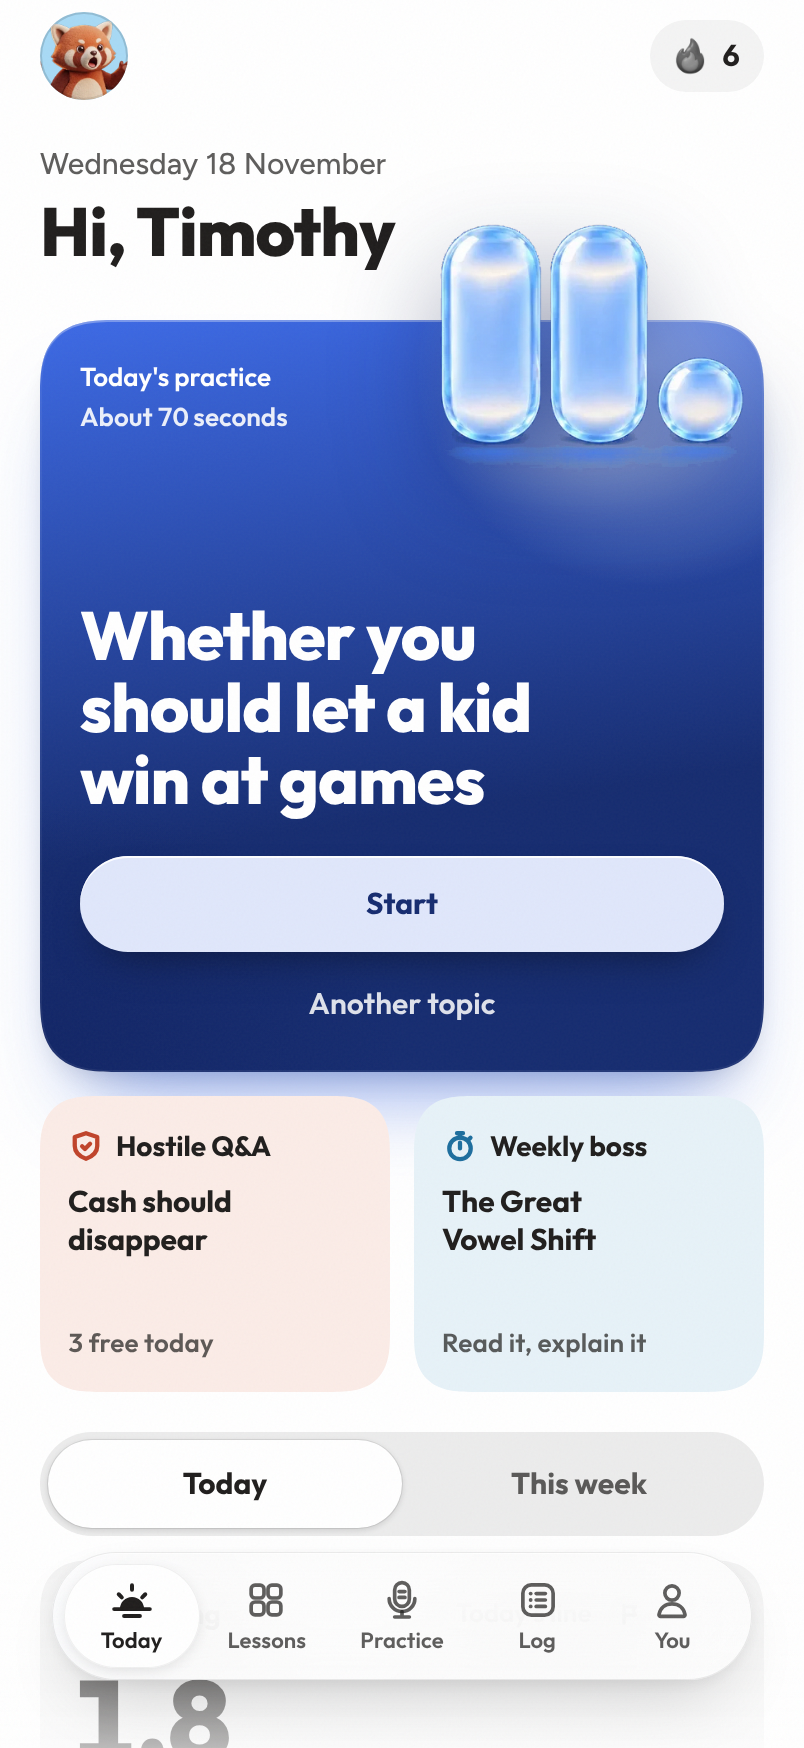 6
Wednesday 18 November
Hi, Timothy
Today's practice
About 70 seconds
Whether you
should let a kid
win at games
Start
Another topic
Hostile Q&A
Cash should
disappear
3 free today
Weekly boss
The Great
Vowel Shift
Read it, explain it
Today
This week
Today
Lessons
Practice
Log
You
1.8